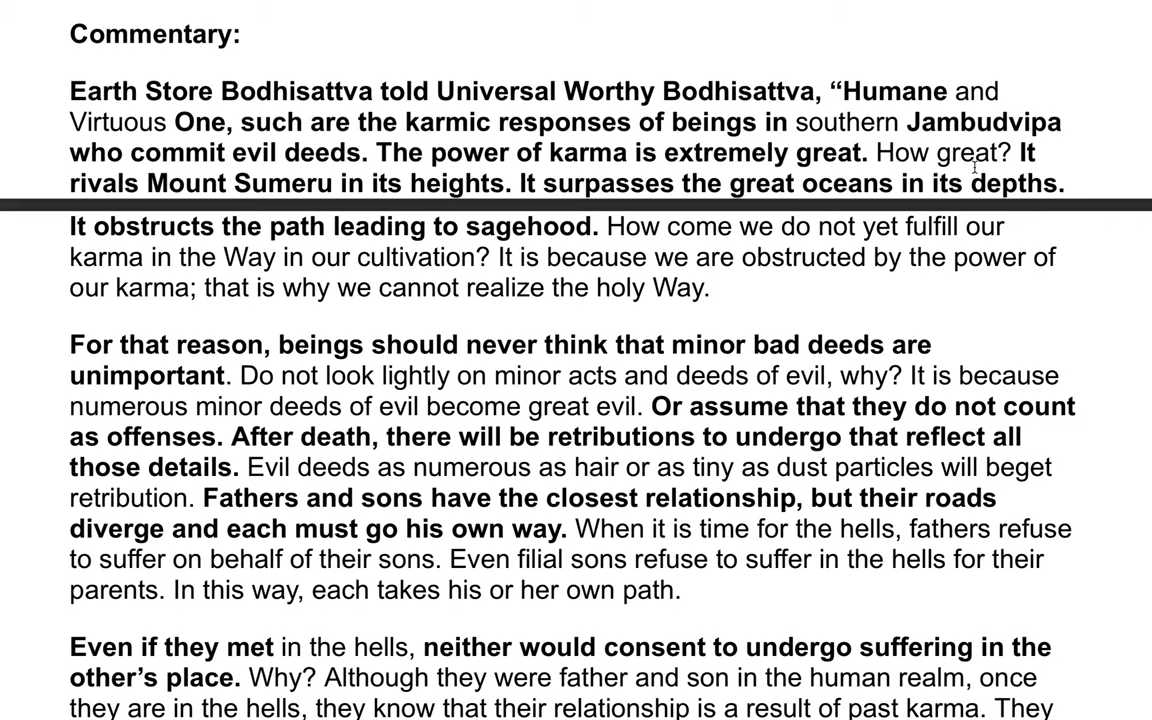 Commentary:
Earth Store Bodhisattva told Universal Worthy Bodhisattva, “Humane and
Virtuous One, such are the karmic responses of beings in southern Jambudvipa
who commit evil deeds. The power of karma is extremely great. How great? It
rivals Mount Sumeru in its heights. It surpasses the great oceans in its depths.
It obstructs the path leading to sagehood. How come we do not yet fulfill our
karma in the Way in our cultivation? It is because we are obstructed by the power of
our karma; that is why we cannot realize the holy Way.
For that reason, beings should never think that minor bad deeds are
unimportant. Do not look lightly on minor acts and deeds of evil, why? It is because
numerous minor deeds of evil become great evil. Or assume that they do not count
as offenses. After death, there will be retributions to undergo that reflect all
those details. Evil deeds as numerous as hair or as tiny as dust particles will beget
retribution. Fathers and sons have the closest relationship, but their roads
diverge and each must go his own way. When it is time for the hells, fathers refuse
to suffer on behalf of their sons. Even filial sons refuse to suffer in the hells for their
parents. In this way, each takes his or her own path.
Even if they met in the hells, neither would consent to undergo suffering in the
other’s place. Why? Although they were father and son in the human realm, once
they are in the hells, they know that their relationship is a result of past karma. They